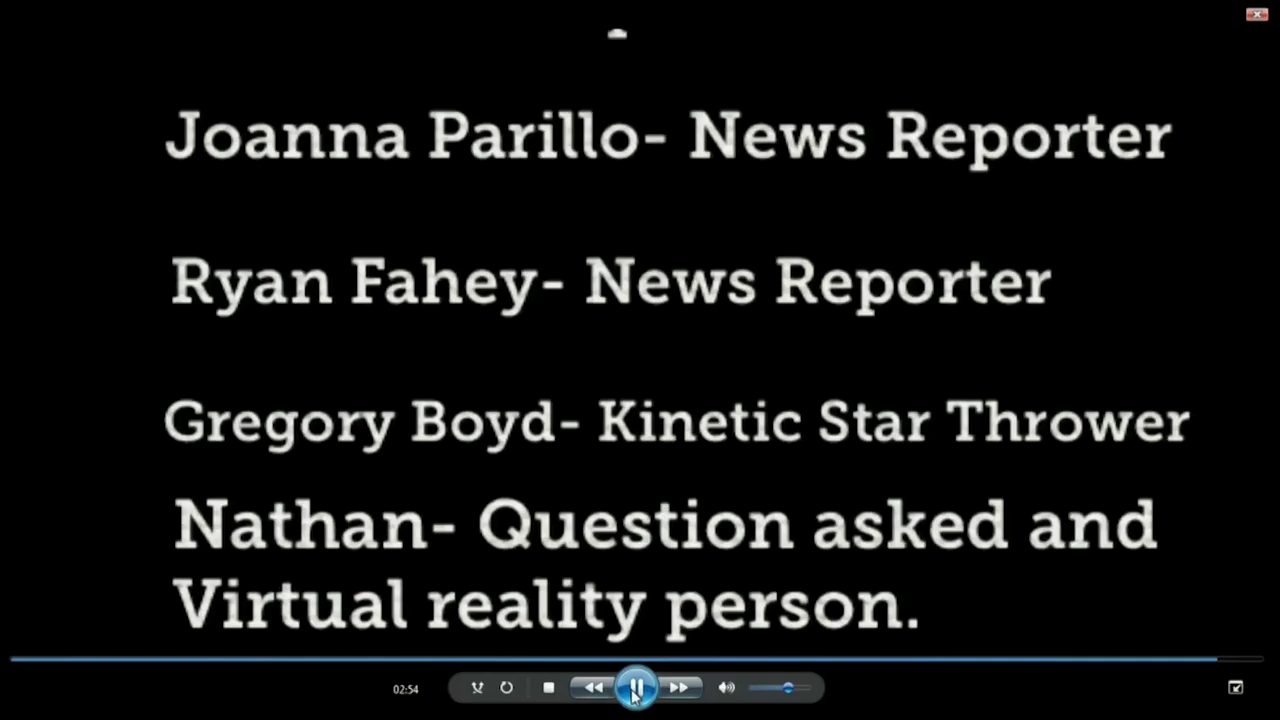 Joanna Parillo- News Reporter
Ryan Fahey- News Reporter
Gregory Boyd- Kinetic Star Thrower
Nathan- Question asked and
Virtual reality person.
02:54